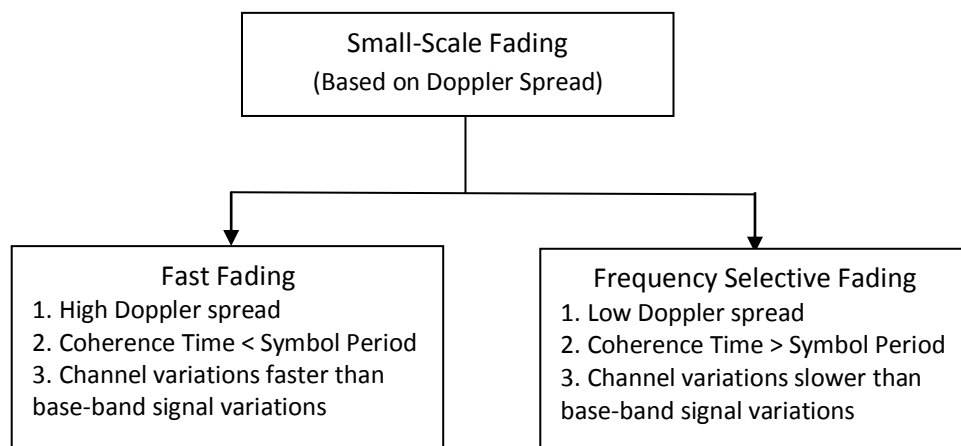 Small-Scale Fading
(Based on Doppler Spread)
Fast Fading
1. High Doppler spread
2. Coherence Time < Symbol Period
3. Channel variations faster than
base-band signal variations
Frequency Selective Fading
1. Low Doppler spread
2. Coherence Time > Symbol Period
3. Channel variations slower than
base-band signal variations